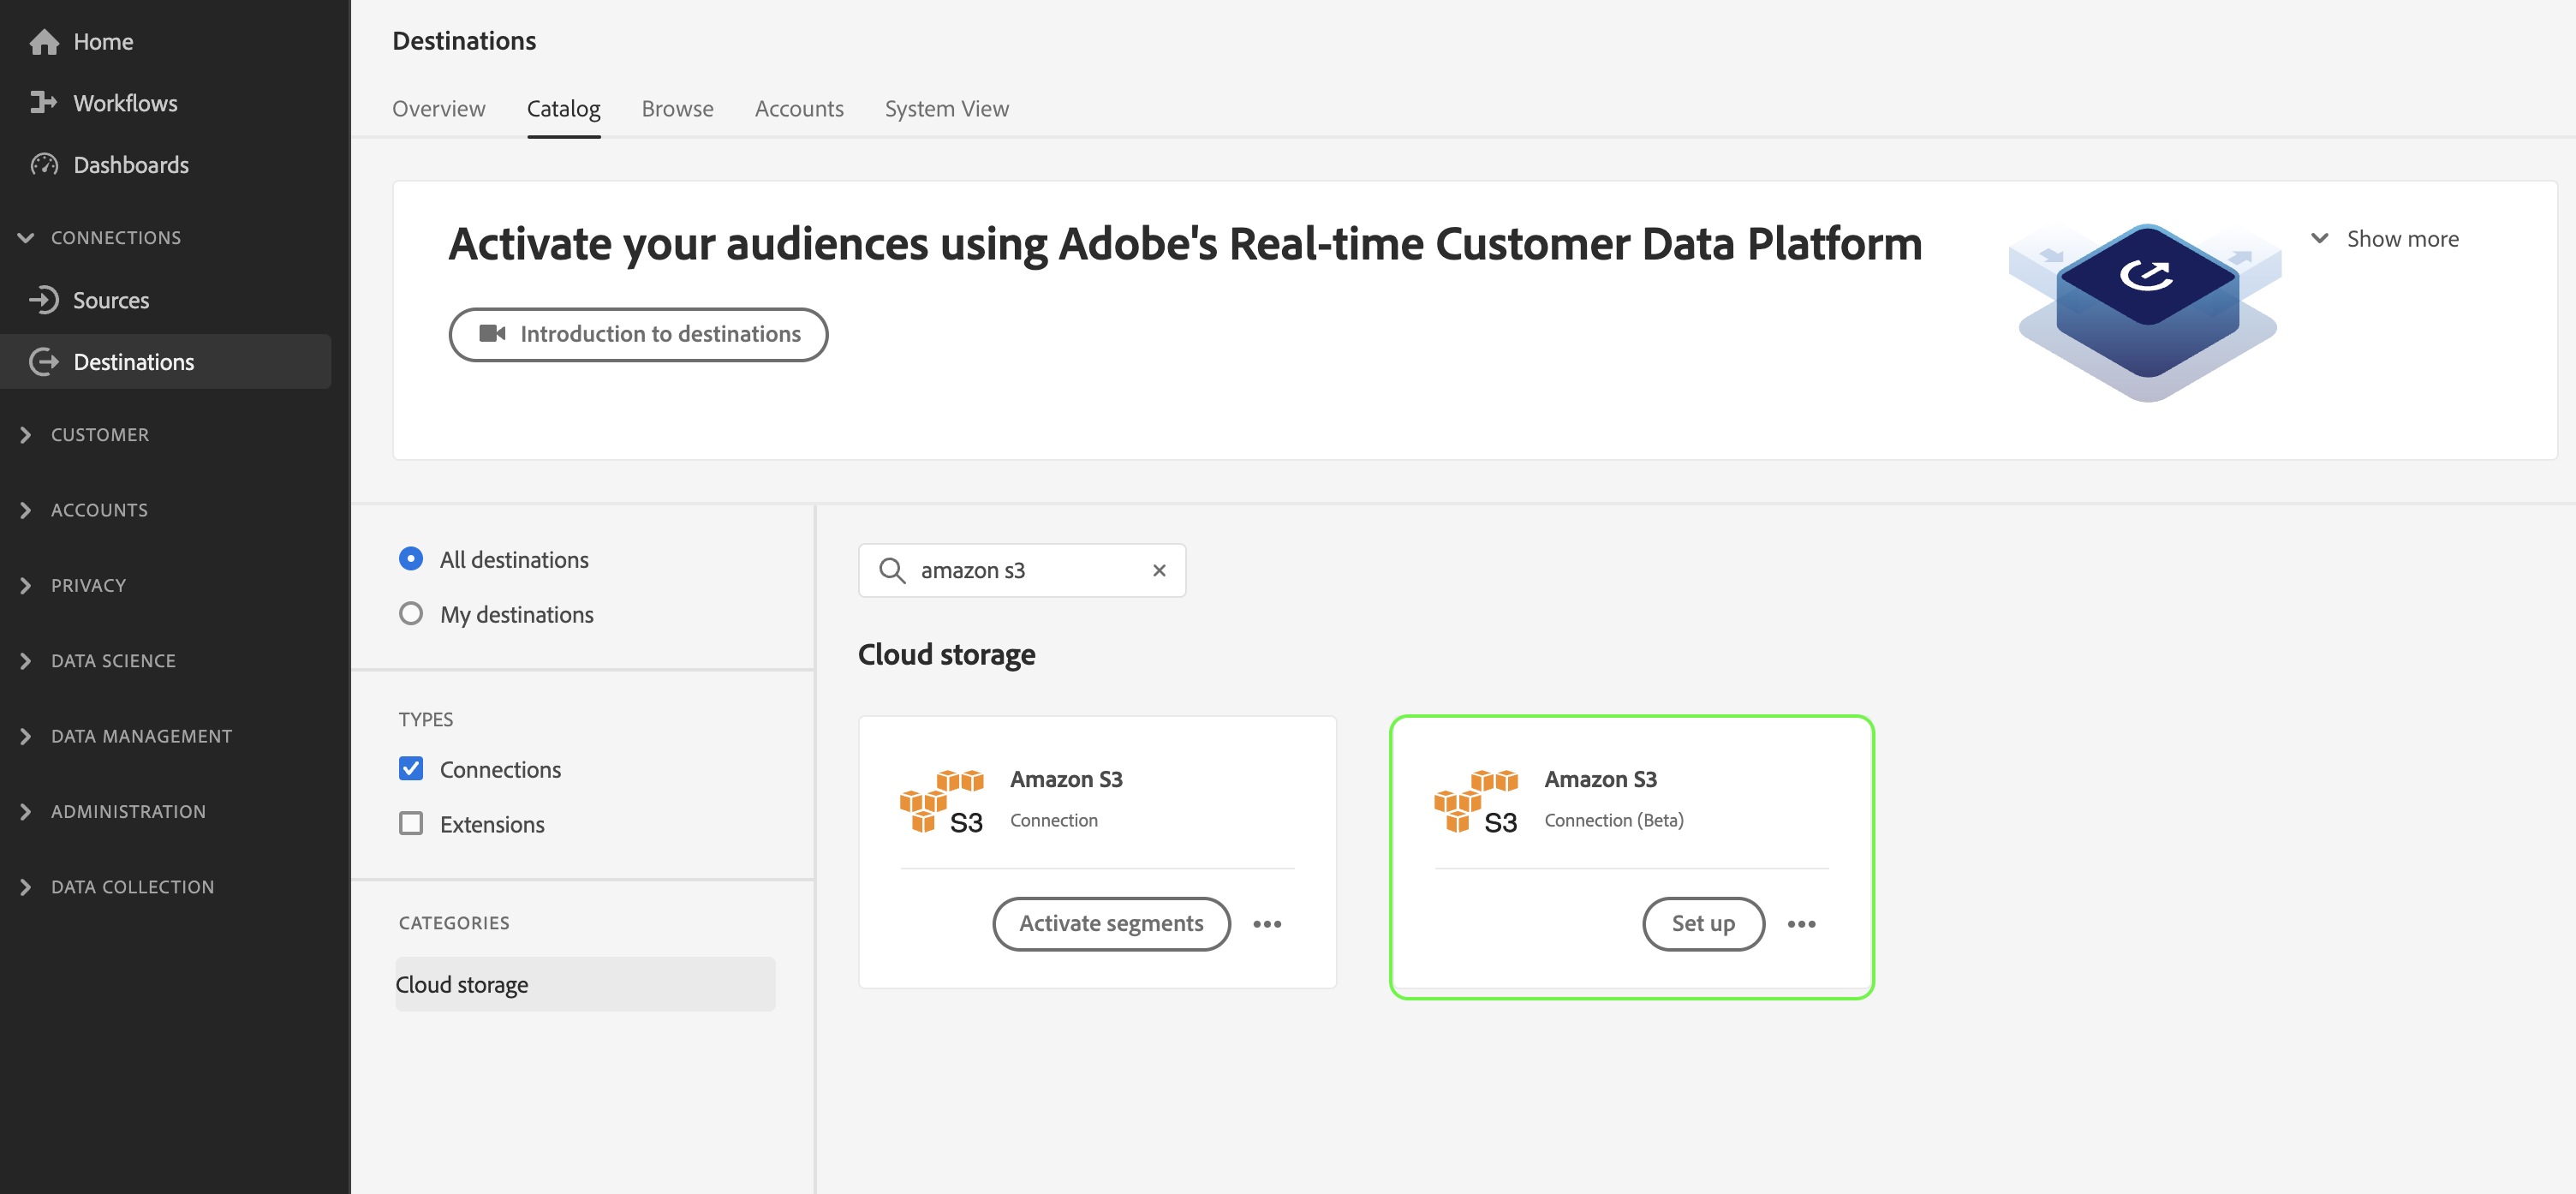 Home
Workflows
Dashboards
CONNECTIONS
Sources
Destinations
CUSTOMER
ACCOUNTS
PRIVACY
DATA SCIENCE
DATA MANAGEMENT
ADMINISTRATION
DATA COLLECTION
Destinations
Overview Catalog Browse Accounts System View
Activate your audiences using Adobe's Real-time Customer Data Platform
Show more
Introduction to destinations
All destinations
My destinations
TYPES
Connections
Extensions
CATEGORIES
Cloud storage
amazon s3
Cloud storage
S3
Amazon S3
Connection
Activate segments
S3
Amazon S3
Connection (Beta)
Set up